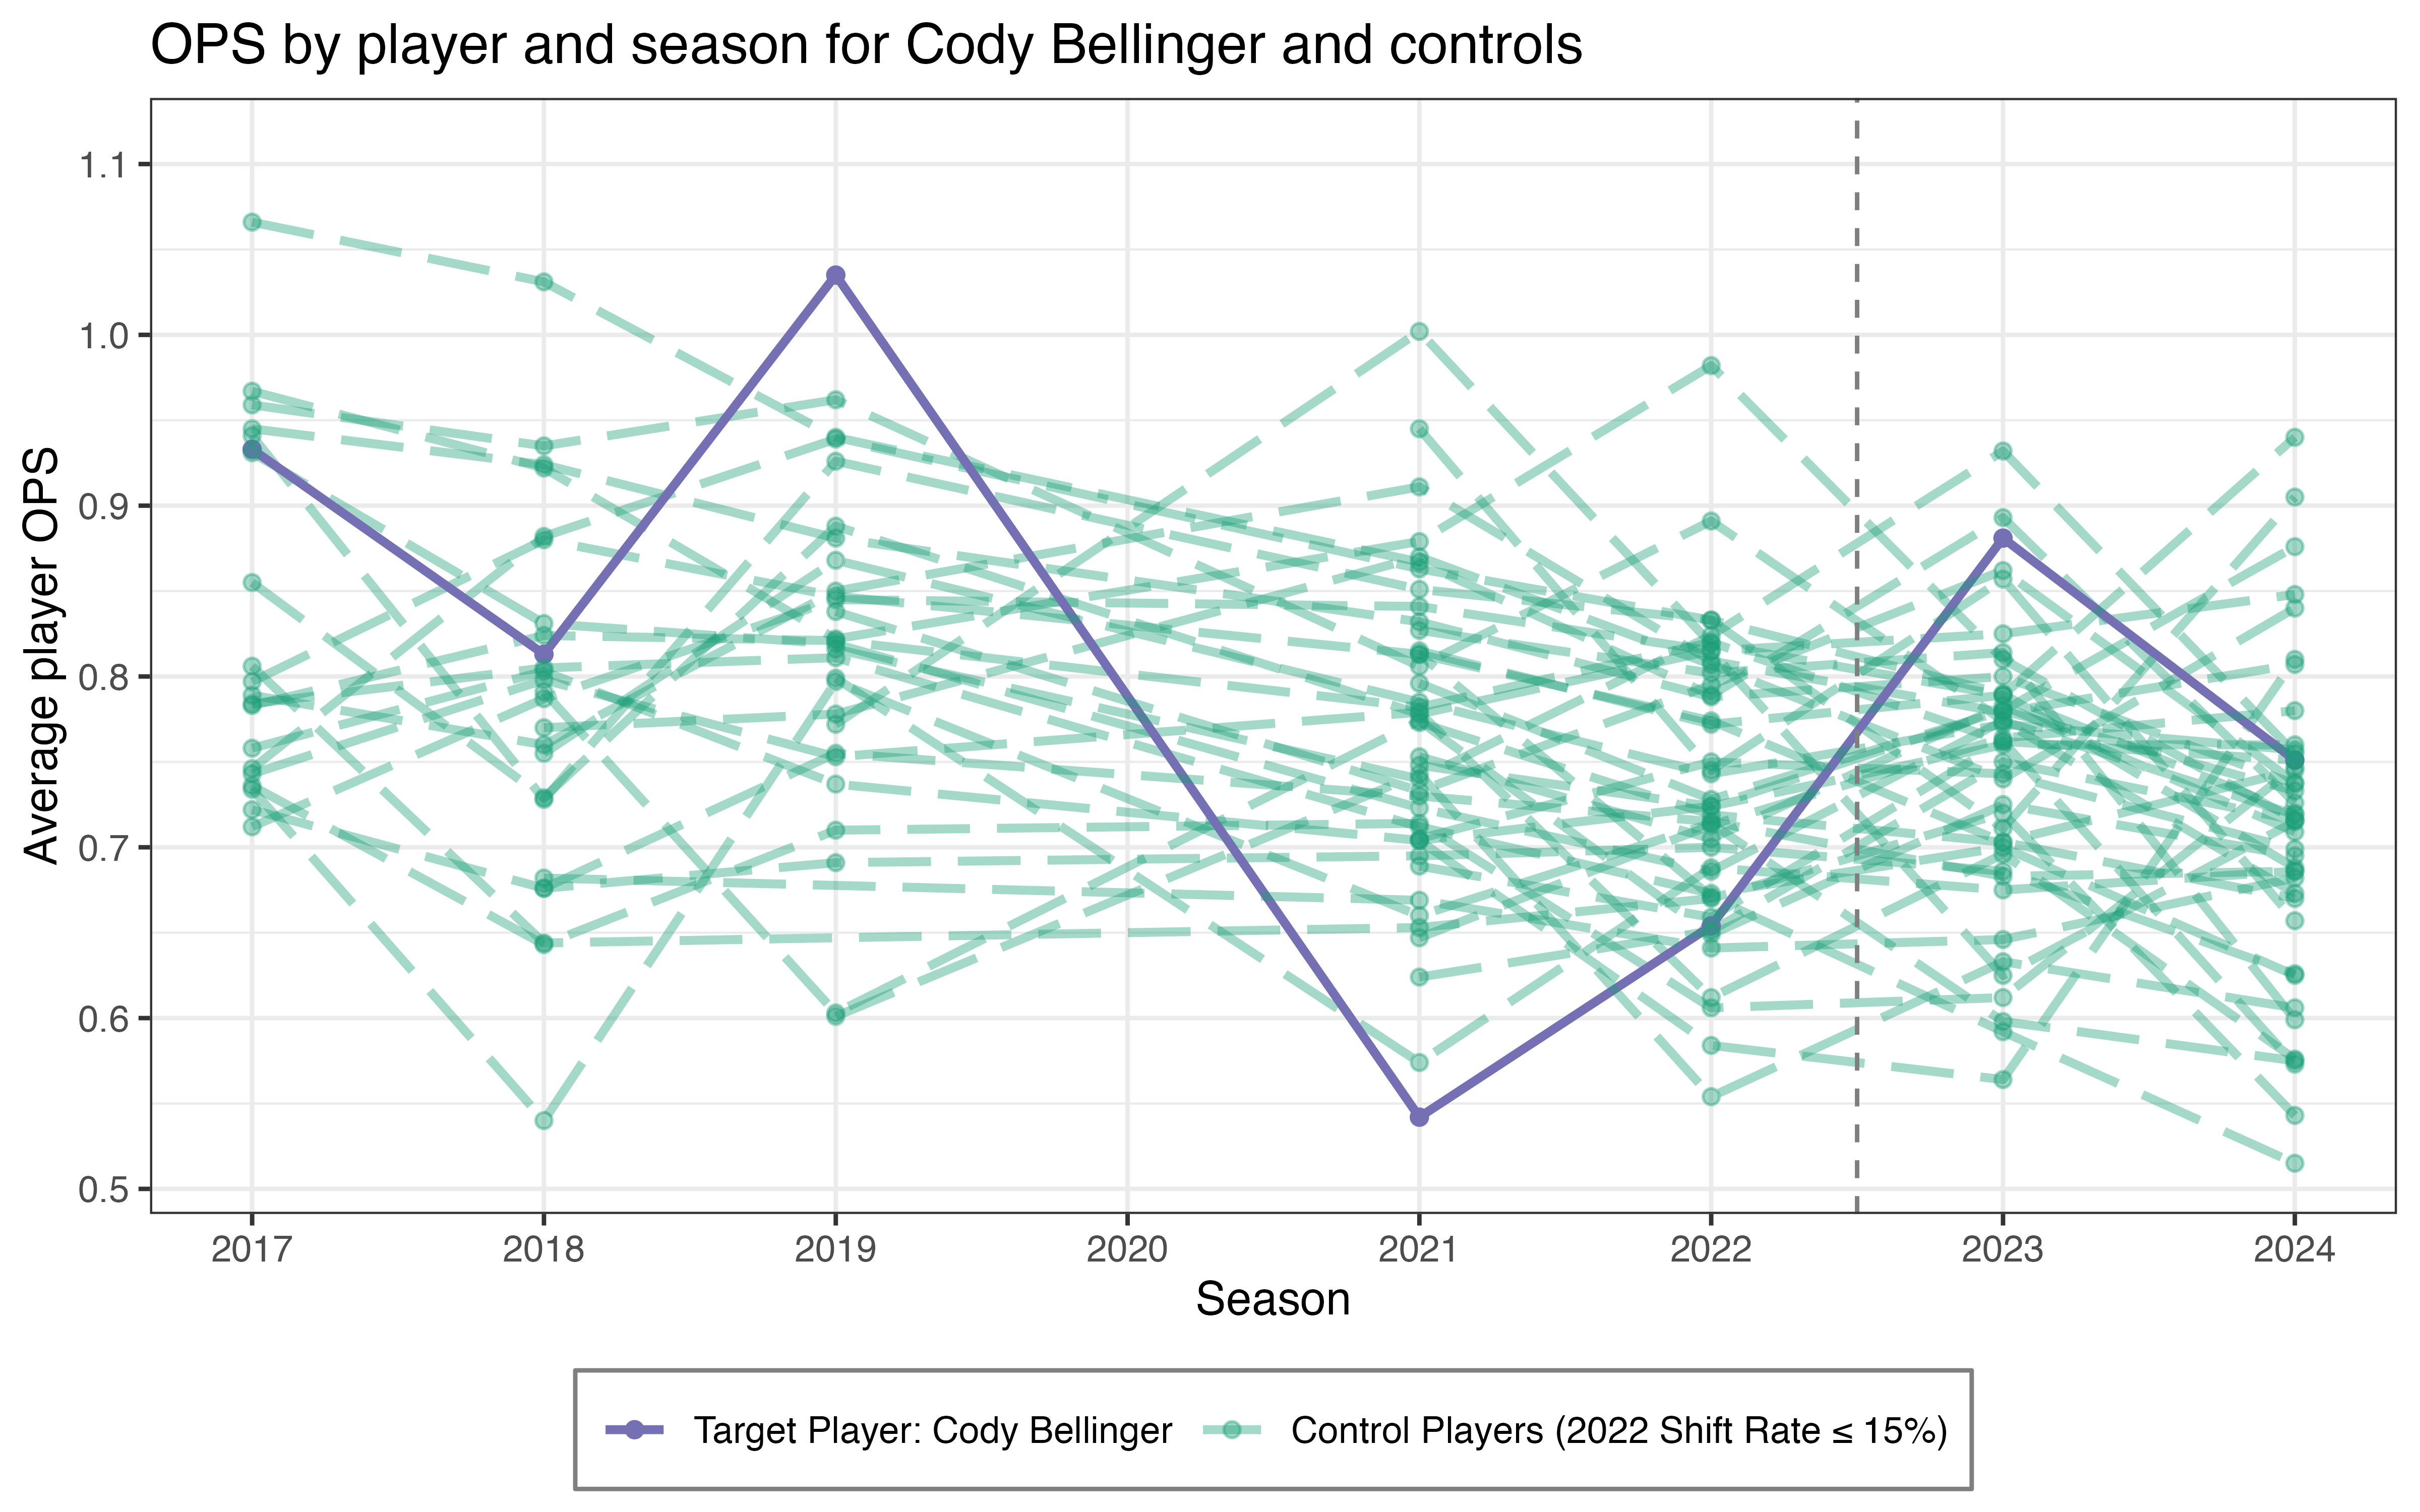 OPS by player and season for Cody Bellinger and controls
Average player OPS
1.1
1.0
0.9
0.8
0.7
0.6
0.5
2017 2018 2019 2020 2021 2022 2023 2024
Season
Target Player: Cody Bellinger Control Players (2022 Shift Rate ≤ 15%)